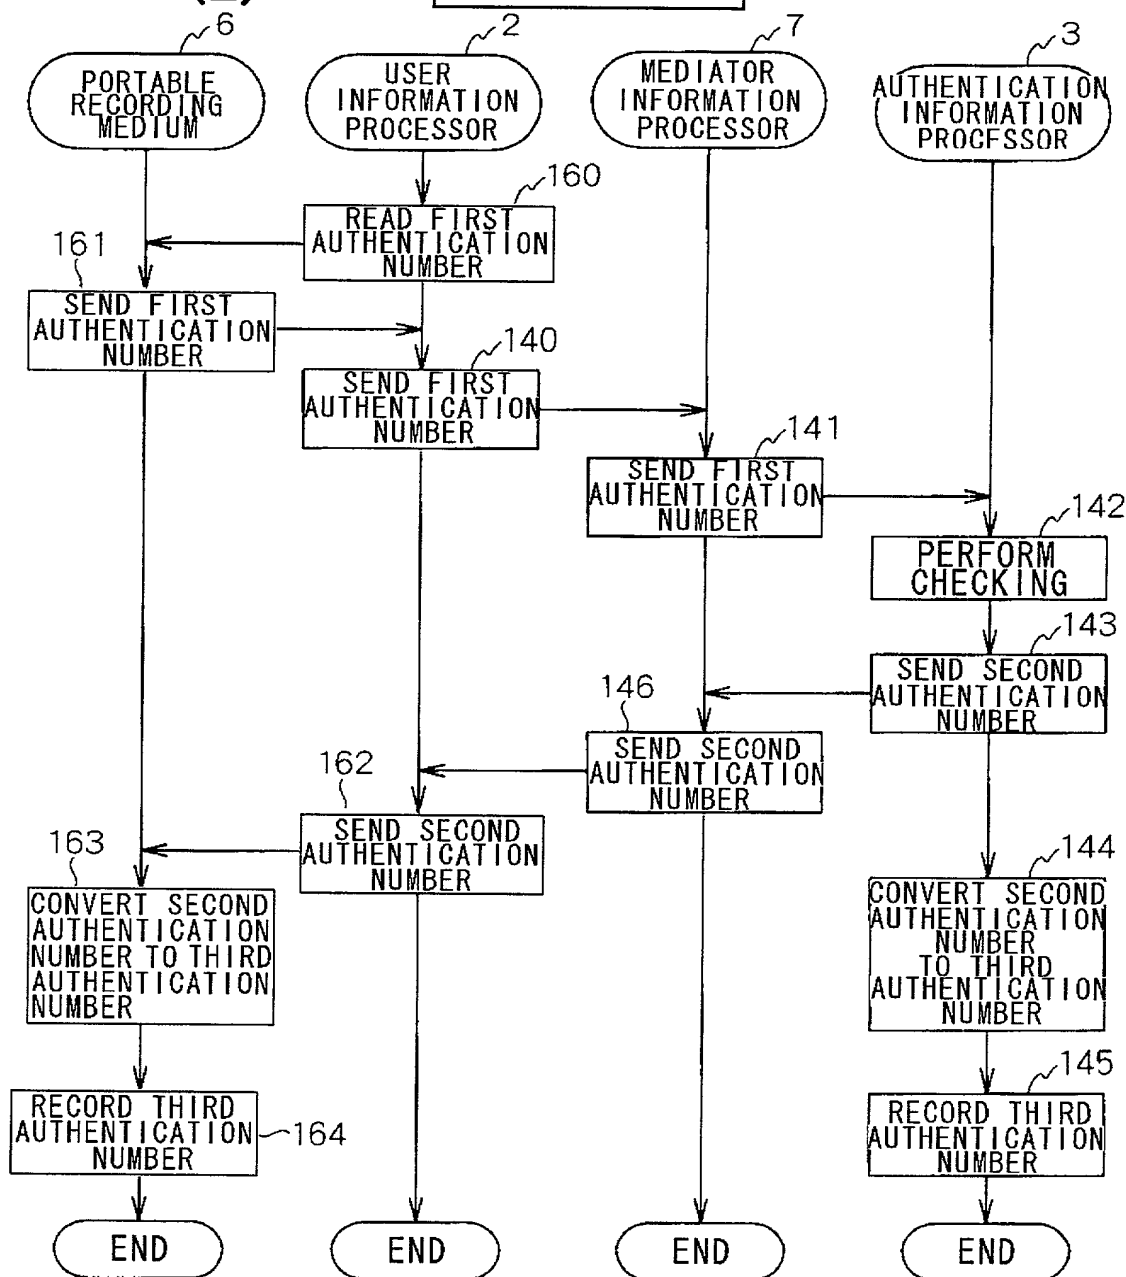 6
2
7
3
PORTABLE
RECORDING
MEDIUM
USER
INFORMATION
PROCESSOR
MEDIATOR
INFORMATION
PROCESSOR
AUTHENTICATION
INFORMATION
PROCFSSOR
160
READ FIRST
AUTHENTICATION
NUMBER
161
SEND FIRST
AUTHENTICATION
NUMBER
140
SEND FIRST
AUTHENTICATION
NUMBER
141
SEND FIRST
AUTHENTICATION
NUMBER
142
PERFORM
CHECKING
143
SEND SECOND
AUTHENTICATION
NUMBER
146
SEND SECOND
AUTHENTICATION
NUMBER
162
SEND SECOND
AUTHENTICATION
NUMBER
163
CONVERT SECOND
AUTHENTICATION
NUMBER TO THIRD
AUTHENTICATION
NUMBER
144
CONVERT SECOND
AUTHENTICATION
NUMBER
TO THIRD
AUTHENTICATION
NUMBER
RECORD THIRD
AUTHENTICATION
NUMBER
164
145
RECORD THIRD
AUTHENTICATION
NUMBER
END
END
END
END